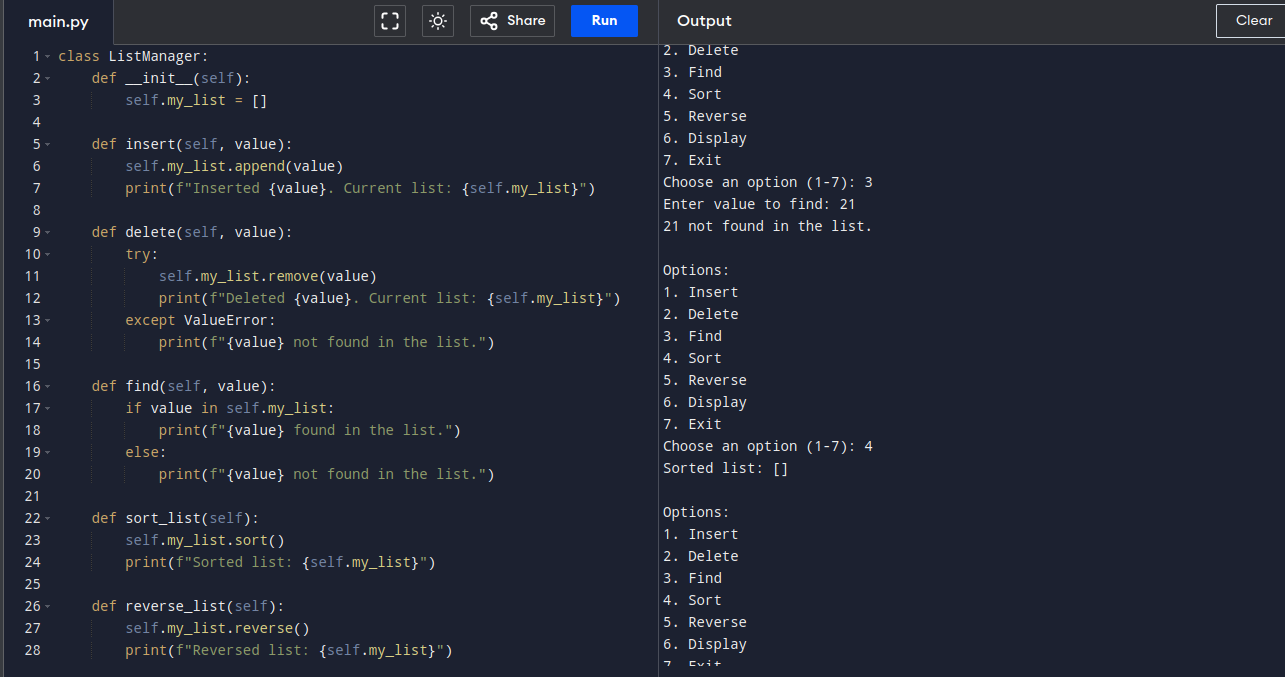 main.py
Share
Run
Output
Clear
1 class ListManager:
2     def __init__(self):
3         self.my_list = []
4
5     def insert(self, value):
6         self.my_list.append(value)
7         print(f"Inserted {value}. Current list: {self.my_list}")
8
9     def delete(self, value):
10         try:
11             self.my_list.remove(value)
12             print(f"Deleted {value}. Current list: {self.my_list}")
13         except ValueError:
14             print(f"{value} not found in the list.")
15
16     def find(self, value):
17         if value in self.my_list:
18             print(f"{value} found in the list.")
19         else:
20             print(f"{value} not found in the list.")
21
22     def sort_list(self):
23         self.my_list.sort()
24         print(f"Sorted list: {self.my_list}")
25
26     def reverse_list(self):
27         self.my_list.reverse()
28         print(f"Reversed list: {self.my_list}")
2. Delete
3. Find
4. Sort
5. Reverse
6. Display
7. Exit
Choose an option (1-7): 3
Enter value to find: 21
21 not found in the list.

Options:
1. Insert
2. Delete
3. Find
4. Sort
5. Reverse
6. Display
7. Exit
Choose an option (1-7): 4
Sorted list: []

Options:
1. Insert
2. Delete
3. Find
4. Sort
5. Reverse
6. Display
7. Exit